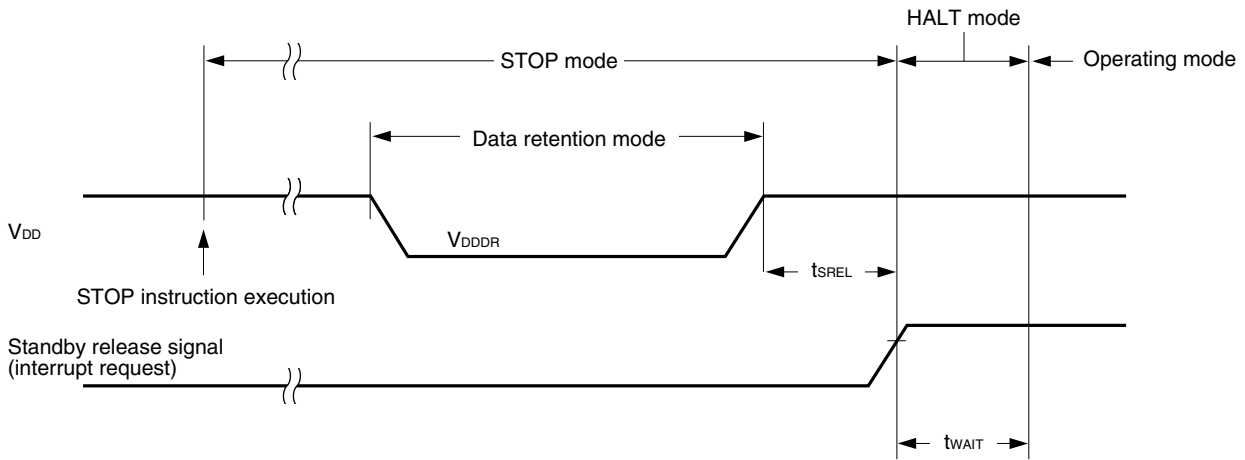 HALT mode
STOP mode
Operating mode
Data retention mode
VDD
VDDDR
tSREL
STOP instruction execution
Standby release signal
(interrupt request)
tWAIT